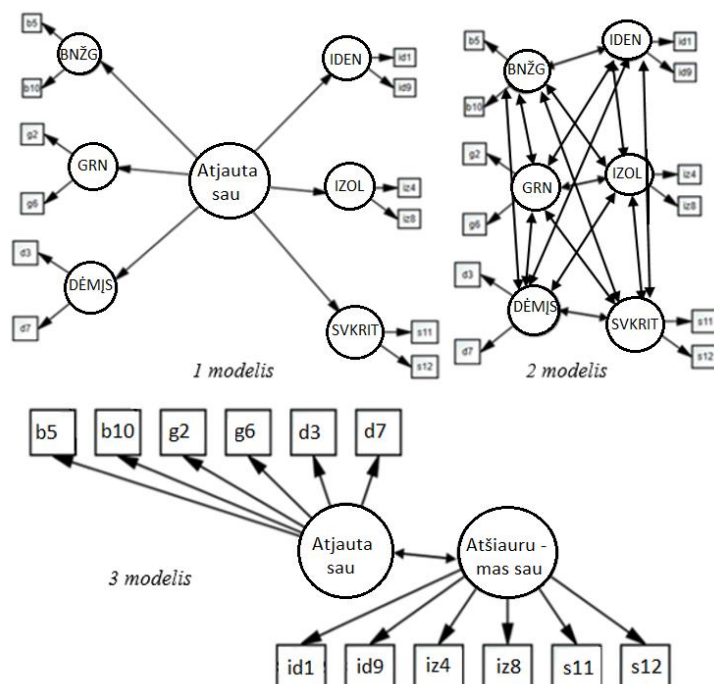 b5
BNŽG
b10
g2
GRN
g6
d3
DĖMĮS
d7
Atjauta
sau
IDEN
id1
id9
IZOL
iz4
iz8
SVKRIT
s11
s12
1 modelis
b5
BNŽG
b10
g2
GRN
g6
d3
DĖMĮS
d7
IDEN
id1
id9
IZOL
iz4
iz8
SVKRIT
s11
s12
2 modelis
b5 b10 g2 g6 d3 d7
Atjauta
sau
Atšiauru -
mas sau
3 modelis
id1 id9 iz4 iz8 s11 s12